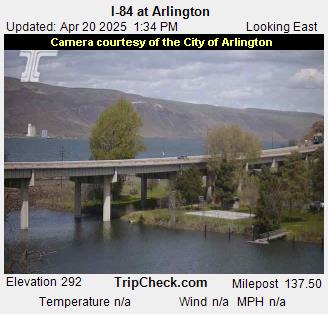 I-84 at Arlington
Updated: Apr 20 2025 1:34 PM Looking East
Camera courtesy of the City of Arlington
Elevation 292 TripCheck.com Milepost 137.50
Temperature n/a Wind n/a MPH n/a